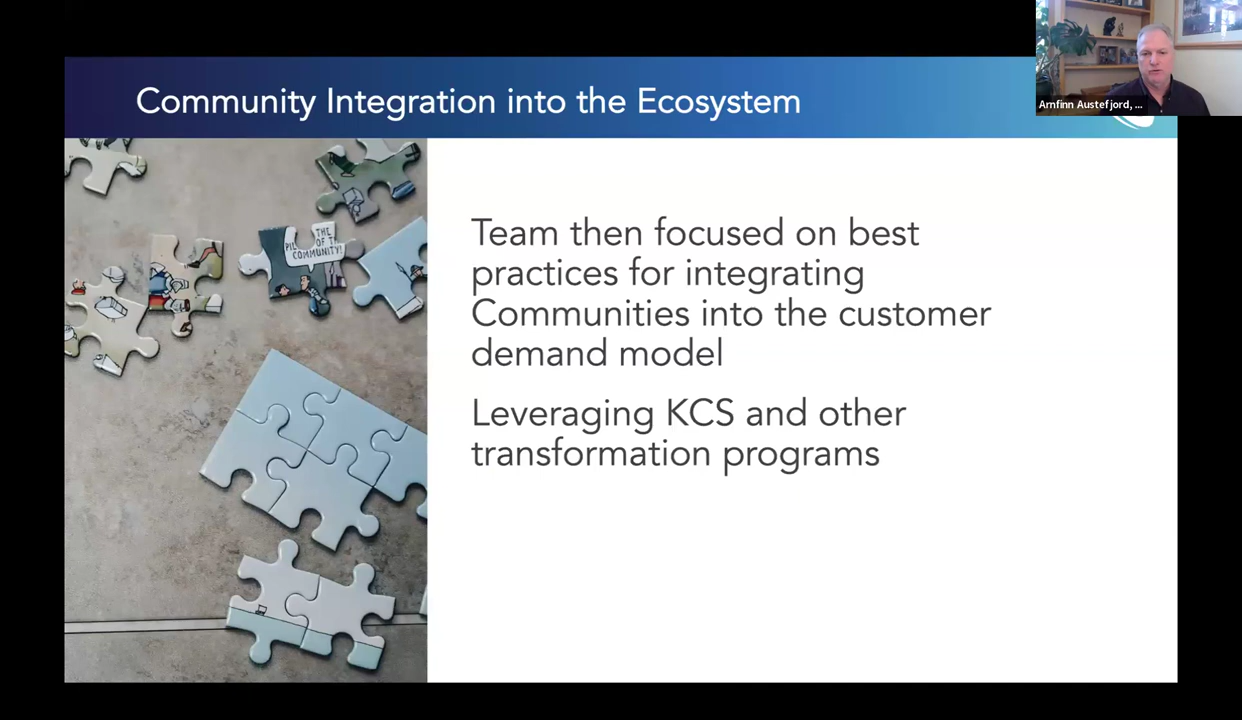 Community Integration into the Ecosystem
Arnfinn Austefjord, ...
THE
OF T
COMMUNITY!
Team then focused on best
practices for integrating
Communities into the customer
demand model
Leveraging KCS and other
transformation programs